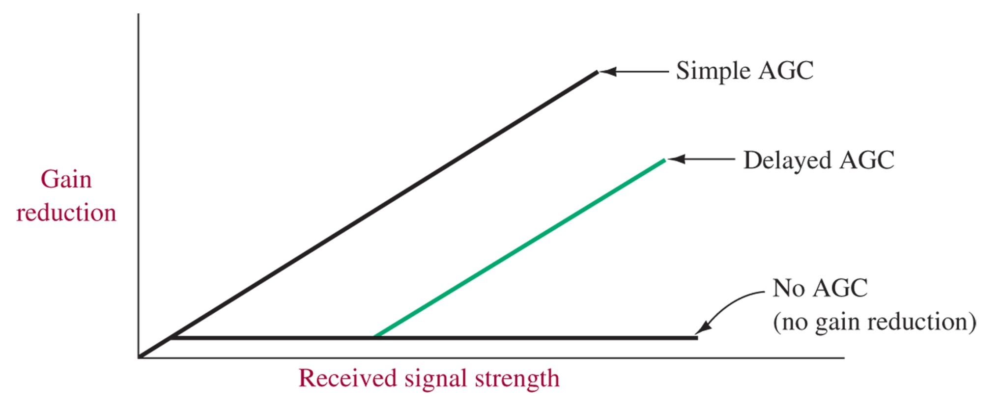 Simple AGC
Delayed AGC
Gain
reduction
No AGC
(no gain reduction)
Received signal strength